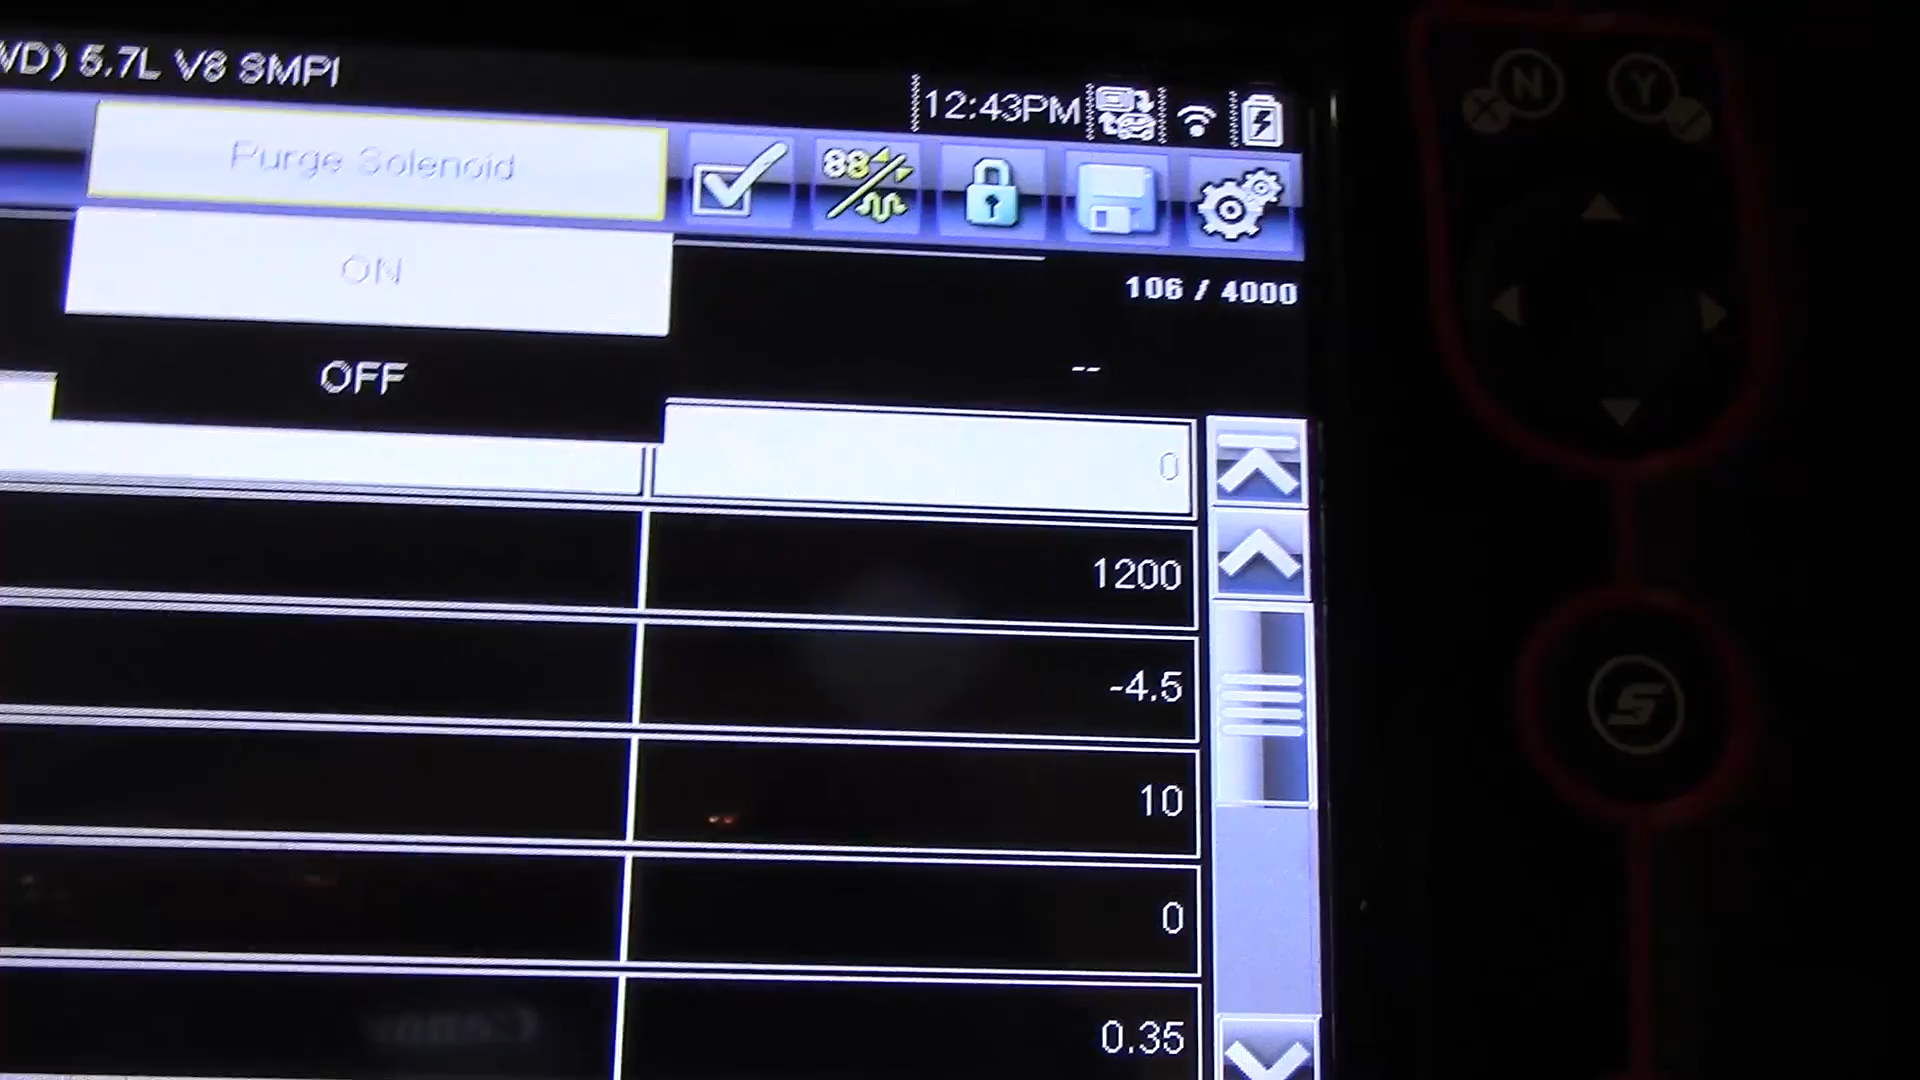 WD) 5.7L V8 SMPI
12:43PM
Purge Solenoid
88
ON
106 / 4000
OFF
--
0
1200
-4.5
10
0
0.35
N
Y
S